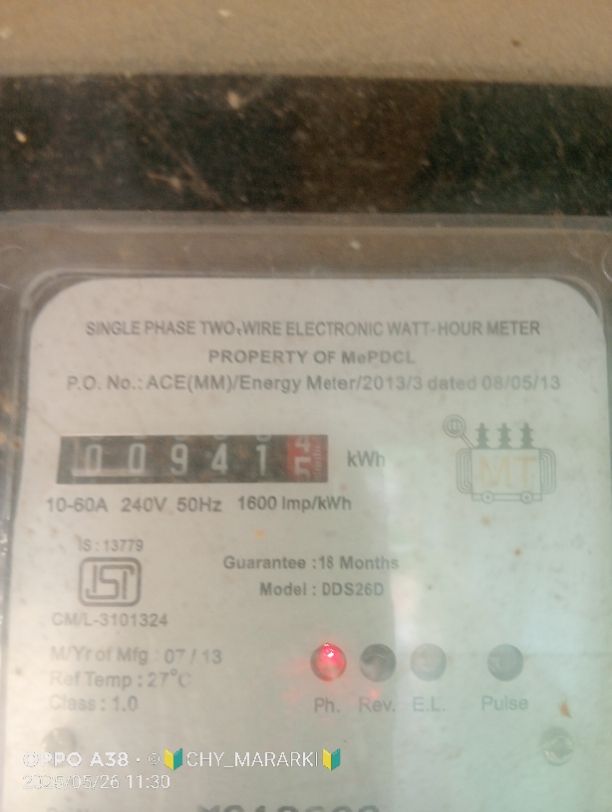 SINGLE PHASE TWO-WIRE ELECTRONIC WATT-HOUR METER
PROPERTY OF MePDCL
P.O. No.: ACE(MM)/Energy Meter/2013/3 dated 08/05/13
0 0 9 4 1 5 kWh
MT
10-60A 240V 50Hz 1600 Imp/kWh
IS : 13779
ISI
Guarantee : 18 Months
Model : DDS26D
CM/L-3101324
M/Yr of Mfg : 07 / 13
Ref Temp : 27°C
Class : 1.0
Ph. Rev. E.L. Pulse
OPPO A38 · © 🔰CHY_MARARKI🔰
2025/05/26 11:30